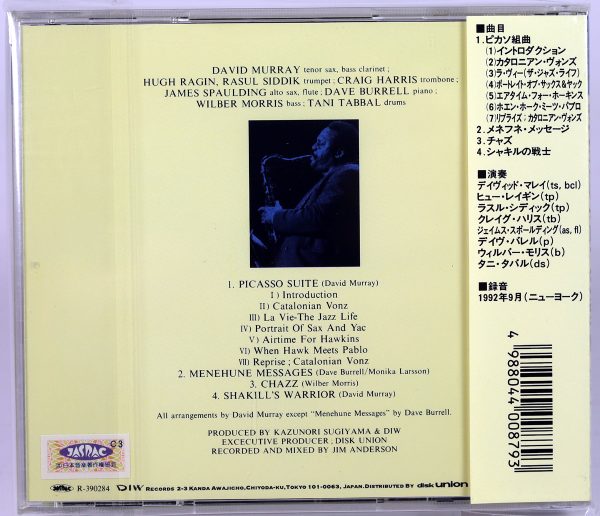 DAVID MURRAY tenor sax, bass clarinet ;
HUGH RAGIN, RASUL SIDDIK trumpet ; CRAIG HARRIS trombone ;
JAMES SPAULDING alto sax, flute ; DAVE BURRELL piano ;
WILBER MORRIS bass ; TANI TABBAL drums
1. PICASSO SUITE (David Murray)
I) Introduction
II) Catalonian Vonz
III) La Vie-The Jazz Life
IV) Portrait Of Sax And Yac
V) Airtime For Hawkins
VI) When Hawk Meets Pablo
VII) Reprise ; Catalonian Vonz
2. MENEHUNE MESSAGES (Dave Burrell/Monika Larsson)
3. CHAZZ (Wilber Morris)
4. SHAKILL'S WARRIOR (David Murray)
All arrangements by David Murray except "Menehune Messages" by Dave Burrell.
PRODUCED BY KAZUNORI SUGIYAMA & DIW
EXCECUTIVE PRODUCER ; DISK UNION
RECORDED AND MIXED BY JIM ANDERSON
C3
JASRAC
日本音楽著作権協会
JASRAC R-390284 DIW RECORDS 2-3 KANDA AWAJICHO, CHIYODA-KU, TOKYO 101-0063, JAPAN. DISTRIBUTED BY disk union
■曲目
1.ピカソ組曲
(1)イントロダクション
(2)カタロニアン・ヴォンズ
(3)ラ・ヴィー(ザ・ジャズ・ライフ)
(4)ポートレイト・オブ・サックス&ヤック
(5)エアタイム・フォー・ホーキンス
(6)ホエン・ホーク・ミーツ・パブロ
(7)リプライズ;カタロニアン・ヴォンズ
2.メネフネ・メッセージ
3.チャズ
4.シャキルの戦士
■演奏
デイヴィッド・マレイ(ts, bcl)
ヒュー・レイギン(tp)
ラスル・シディック(tp)
クレイグ・ハリス(tb)
ジェイムス・スポールディング(as, fl)
デイヴ・バレル(p)
ウィルバー・モリス(b)
タニ・タバル(ds)
■録音
1992年9月(ニューヨーク)
4 988044 008793